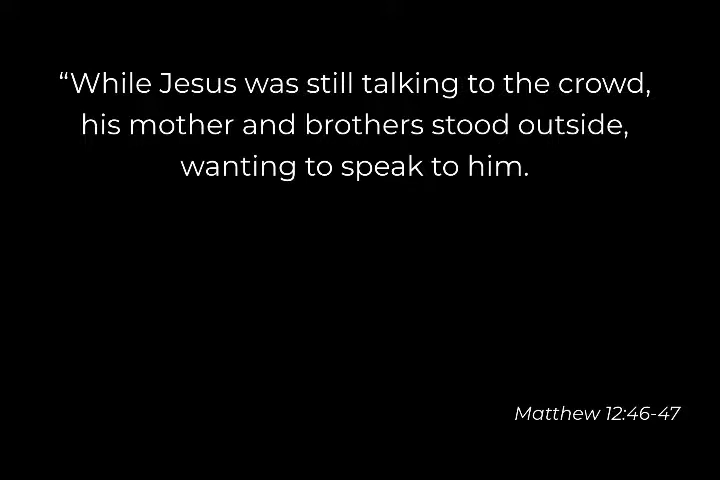 “While Jesus was still talking to the crowd,
his mother and brothers stood outside,
wanting to speak to him.
Matthew 12:46-47